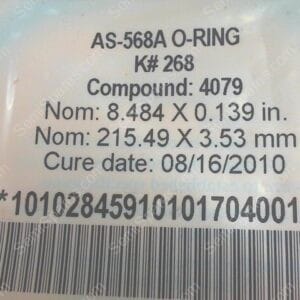 AS-568A O-RING
K# 268
Compound: 4079
Nom: 8.484 X 0.139 in.
Nom: 215.49 X 3.53 mm
Cure date: 08/16/2010
*10102845910101704001